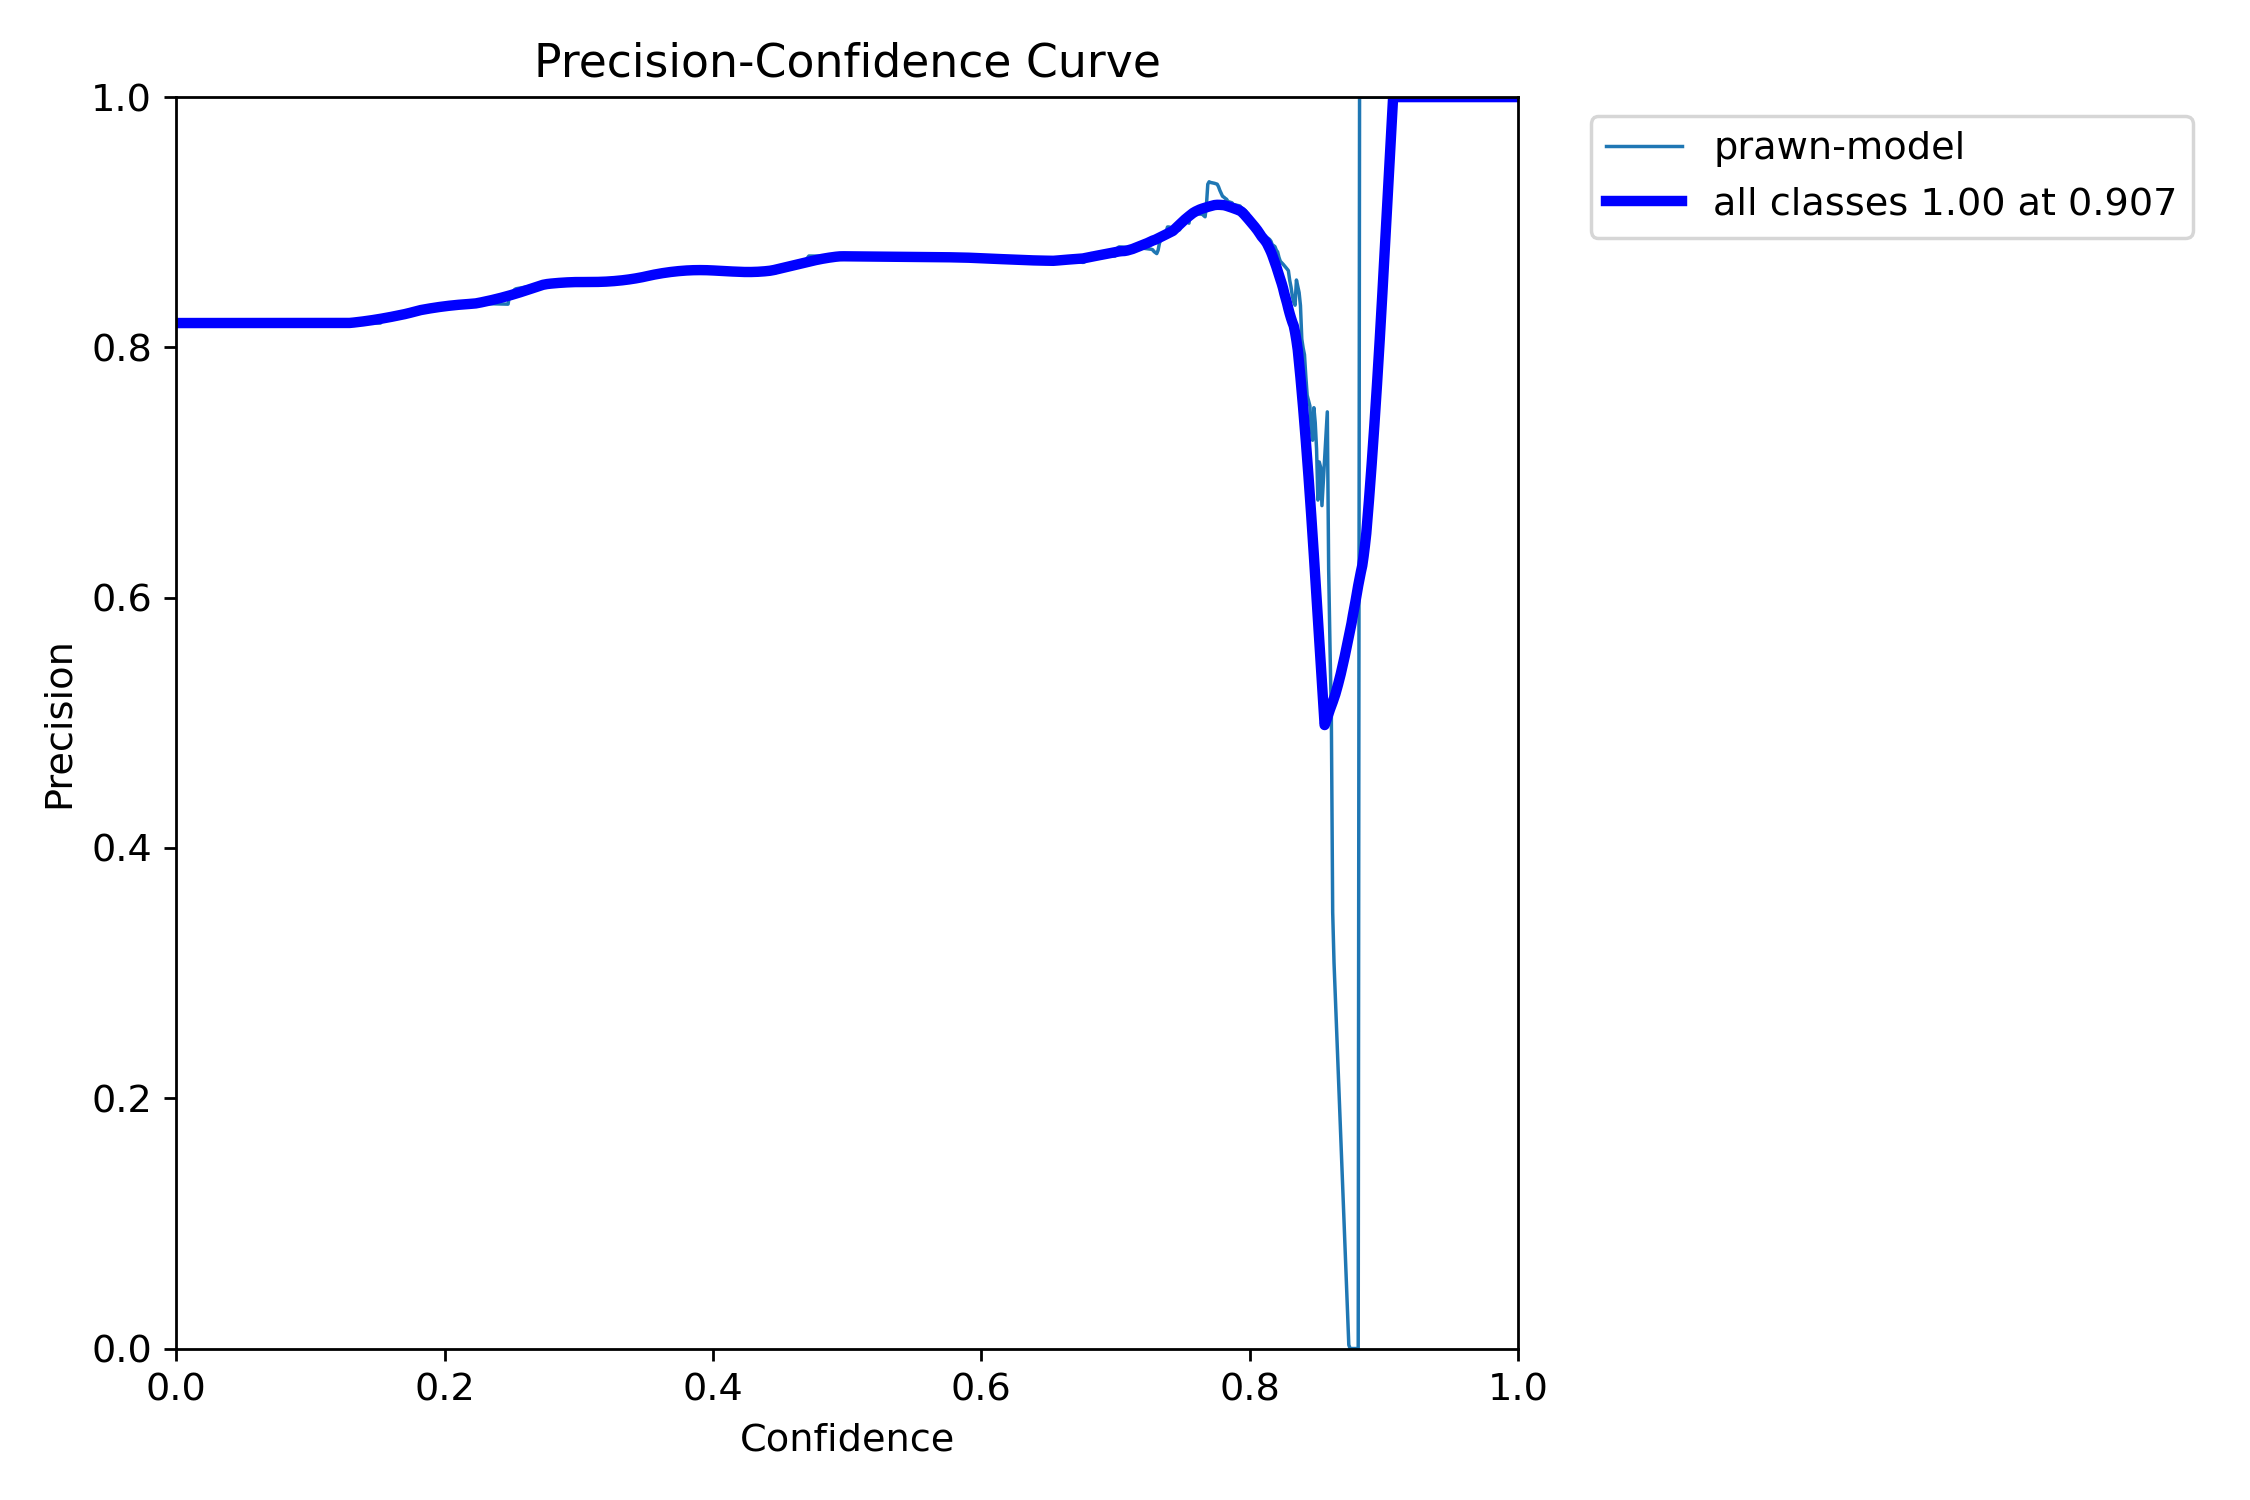 Precision-Confidence Curve
prawn-model
all classes 1.00 at 0.907
Precision
1.0
0.8
0.6
0.4
0.2
0.0
0.0 0.2 0.4 0.6 0.8 1.0
Confidence